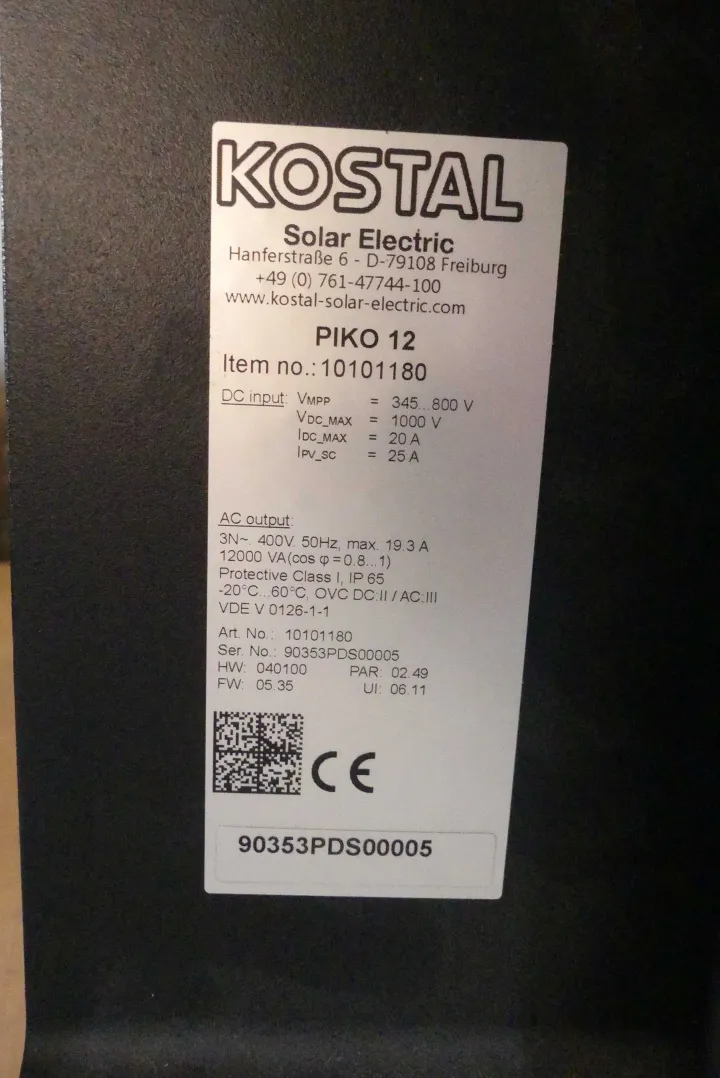 KOSTAL
Solar Electric
Hanferstraße 6 - D-79108 Freiburg
+49 (0) 761-47744-100
www.kostal-solar-electric.com
PIKO 12
Item no.: 10101180
DC input: VMPP = 345...800 V
VDC_MAX = 1000 V
IDC_MAX = 20 A
IPV_SC = 25 A
AC output:
3N~, 400V, 50Hz, max. 19.3 A
12000 VA (cos φ = 0.8...1)
Protective Class I, IP 65
-20°C...60°C, OVC DC:II / AC:III
VDE V 0126-1-1
Art. No.: 10101180
Ser. No.: 90353PDS00005
HW: 040100 PAR: 02.49
FW: 05.35 UI: 06.11
CE
90353PDS00005